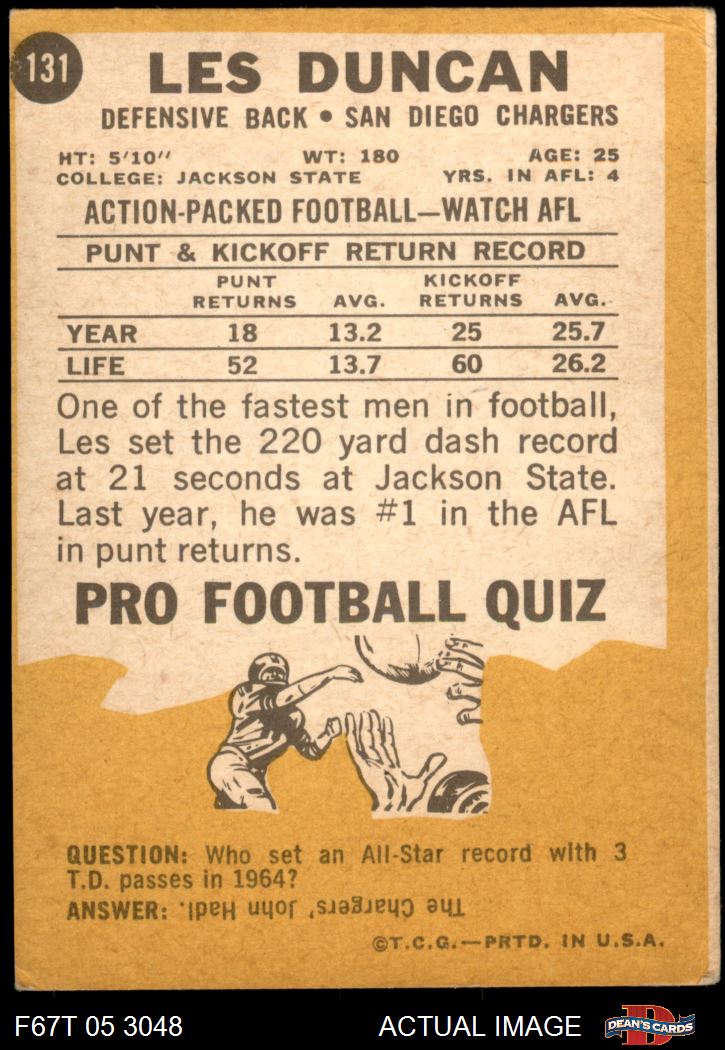 131
LES DUNCAN
DEFENSIVE BACK • SAN DIEGO CHARGERS
HT: 5'10" WT: 180 AGE: 25
COLLEGE: JACKSON STATE YRS. IN AFL: 4
ACTION-PACKED FOOTBALL—WATCH AFL
PUNT & KICKOFF RETURN RECORD
PUNT RETURNS AVG. KICKOFF RETURNS AVG.
YEAR 18 13.2 25 25.7
LIFE 52 13.7 60 26.2
One of the fastest men in football,
Les set the 220 yard dash record
at 21 seconds at Jackson State.
Last year, he was #1 in the AFL
in punt returns.
PRO FOOTBALL QUIZ
QUESTION: Who set an All-Star record with 3
T.D. passes in 1964?
ANSWER: The Chargers' John Hadl.
©T.C.G.—PRTD. IN U.S.A.
F67T 05 3048 ACTUAL IMAGE
D
DEAN'S CARDS